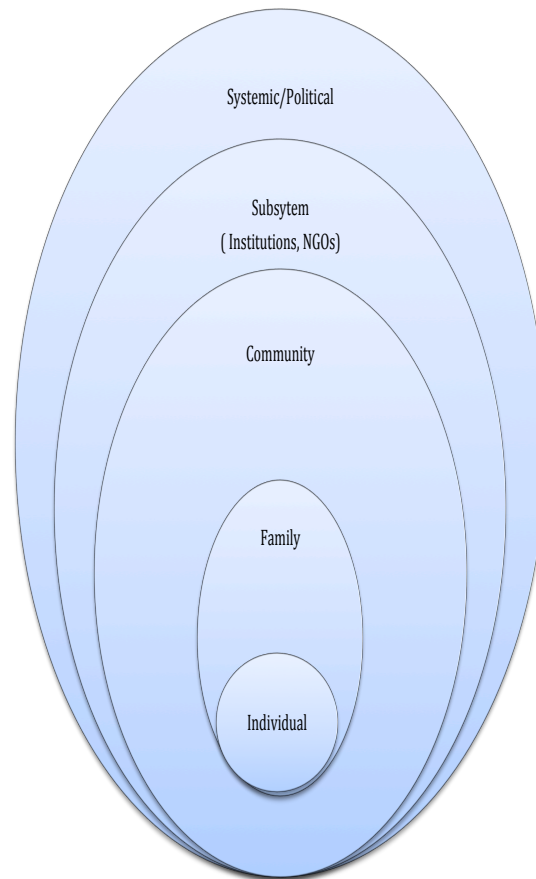 Systemic/Political
Subsytem
( Institutions, NGOs)
Community
Family
Individual